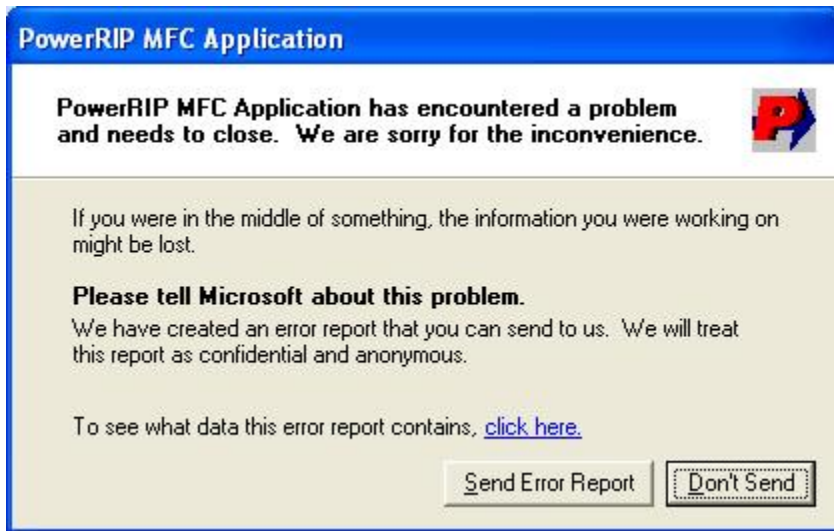 PowerRIP MFC Application
PowerRIP MFC Application has encountered a problem
and needs to close.  We are sorry for the inconvenience.
P
If you were in the middle of something, the information you were working on
might be lost.
Please tell Microsoft about this problem.
We have created an error report that you can send to us.  We will treat
this report as confidential and anonymous.
To see what data this error report contains, click here.
Send Error Report
Don't Send